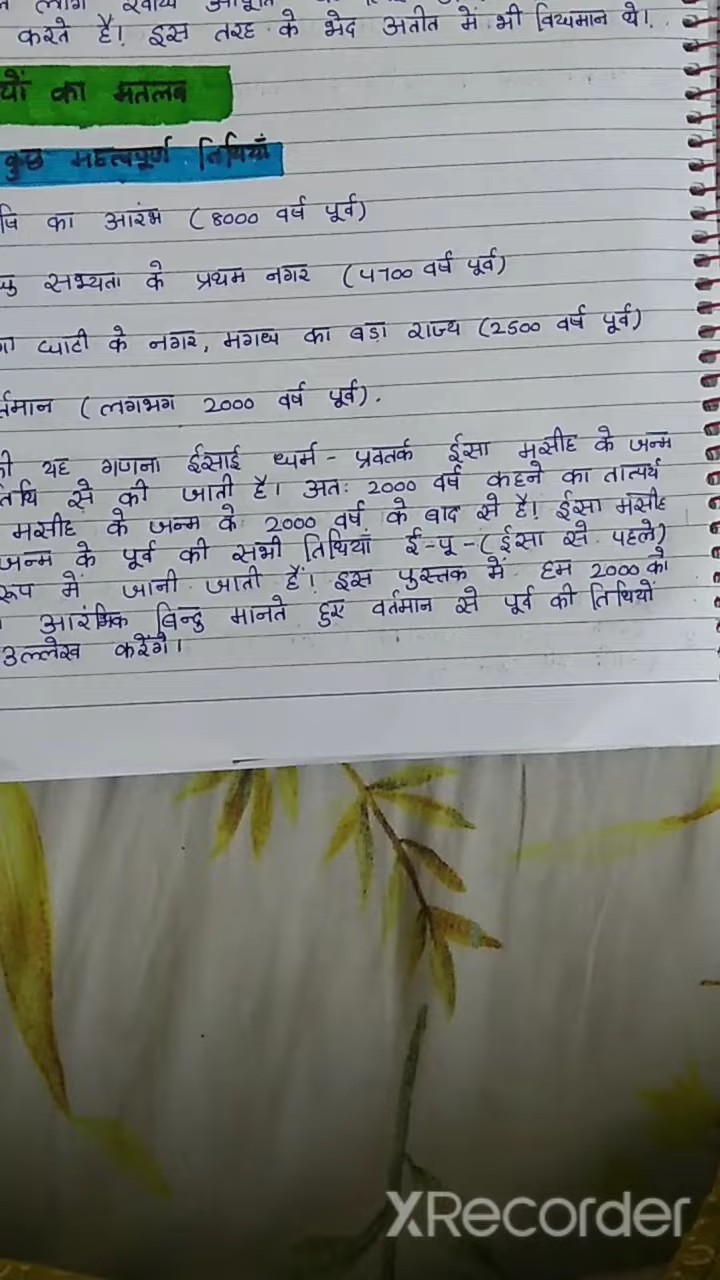 करते है। इस तरह के भेद अतीत में भी विद्यमान थे।
यों का मतलब
कुछ महत्वपूर्ण तिथियाँ
षि का आरंभ (8000 वर्ष पूर्व)
सभ्यता के प्रथम नगर (4700 वर्ष पूर्व)
घाटी के नगर, मगध का बड़ा राज्य (2500 वर्ष पूर्व)
र्तमान (लगभग 2000 वर्ष पूर्व).
यह गणना ईसाई धर्म - प्रवर्तक ईसा मसीह के जन्म
तिथि से की जाती है। अतः 2000 वर्ष कहने का तात्पर्य
मसीह के जन्म के 2000 वर्ष के बाद से है। ईसा मसीह
जन्म के पूर्व की सभी तिथियाँ ई-पू-(ईसा से पहले)
रूप में जानी जाती हैं। इस पुस्तक में हम 2000 को
आरंभिक बिन्दु मानते हुए वर्तमान से पूर्व की तिथियों
उल्लेख करेंगे।
XRecorder